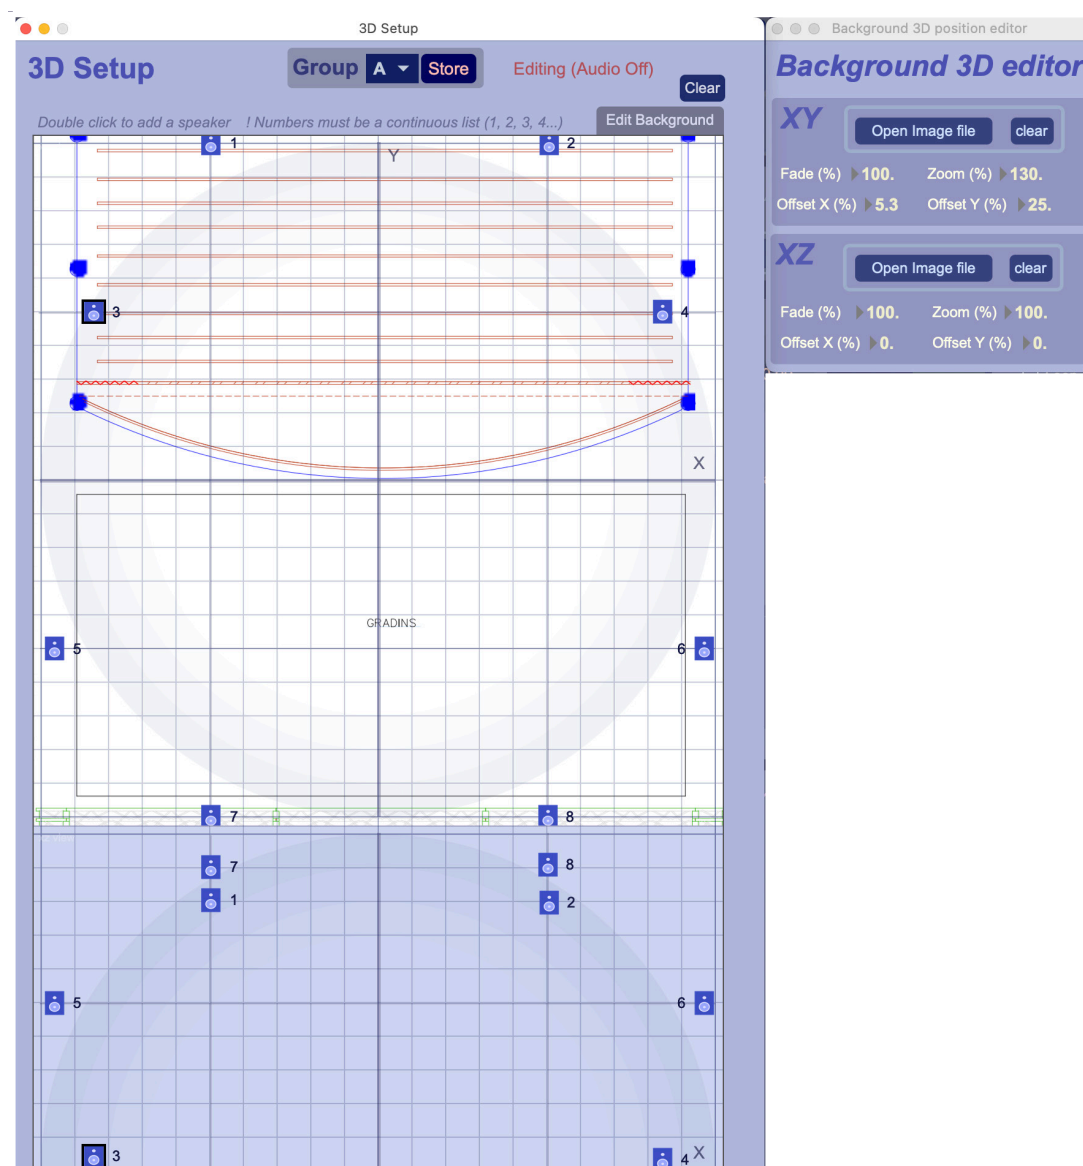 3D Setup
3D Setup
Group A Store
Editing (Audio Off)
Clear
Double click to add a speaker ! Numbers must be a continuous list (1, 2, 3, 4...)
Edit Background
1
2
Y
3
4
X
GRADINS
5
6
7
8
7
8
1
2
5
6
3
4
X
Background 3D position editor
Background 3D editor
XY
Open Image file clear
Fade (%) 100. Zoom (%) 130.
Offset X (%) 5.3 Offset Y (%) 25.
XZ
Open Image file clear
Fade (%) 100. Zoom (%) 100.
Offset X (%) 0. Offset Y (%) 0.